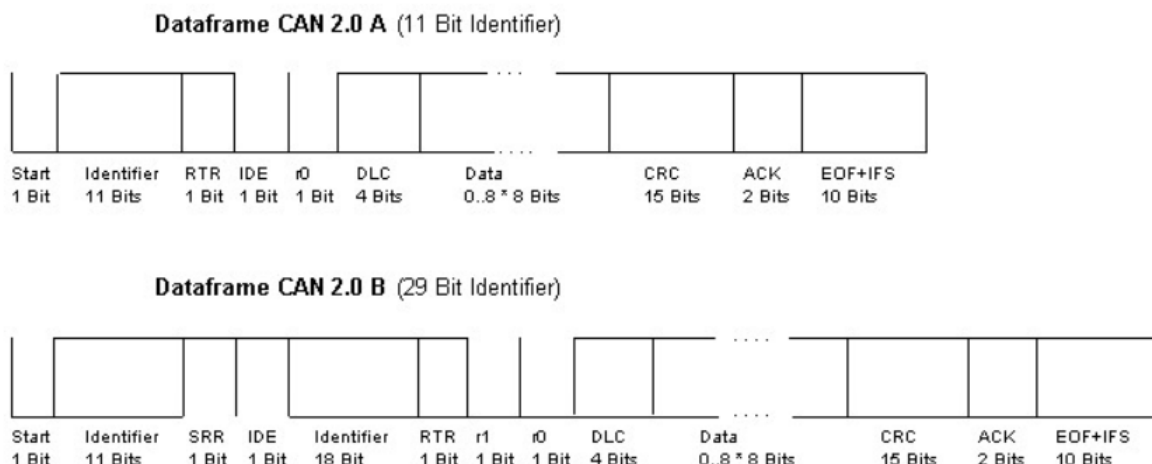 Dataframe CAN 2.0 A (11 Bit Identifier)
Start Identifier RTR IDE r0 DLC Data CRC ACK EOF+IFS
1 Bit 11 Bits 1 Bit 1 Bit 1 Bit 4 Bits 0..8 * 8 Bits 15 Bits 2 Bits 10 Bits
Dataframe CAN 2.0 B (29 Bit Identifier)
Start Identifier SRR IDE Identifier RTR r1 r0 DLC Data CRC ACK EOF+IFS
1 Bit 11 Bits 1 Bit 1 Bit 18 Bit 1 Bit 1 Bit 1 Bit 4 Bits 0..8 * 8 Bits 15 Bits 2 Bits 10 Bits